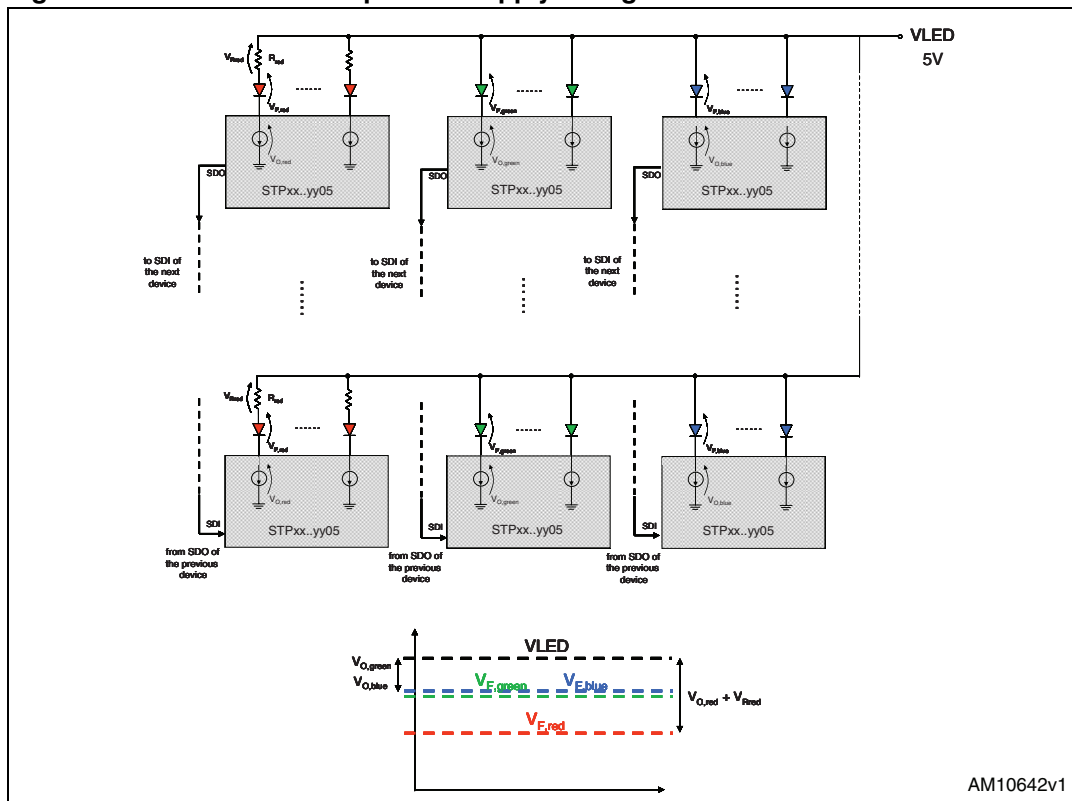 VLED
5V
VRred
Rred
VF,red
VF,green
VF,blue
VO,red
VO,green
VO,blue
SDO
SDO
SDO
STPxx..yy05
STPxx..yy05
STPxx..yy05
to SDI of
the next
device
to SDI of
the next
device
to SDI of
the next
device
VRred
Rred
VF,red
VF,green
VF,blue
VO,red
VO,green
VO,blue
SDI
SDI
SDI
STPxx..yy05
STPxx..yy05
STPxx..yy05
from SDO of
the previous
device
from SDO of
the previous
device
from SDO of
the previous
device
VLED
VO,green
VO,blue
VF,green
VF,blue
VO,red + VRred
VF,red
AM10642v1